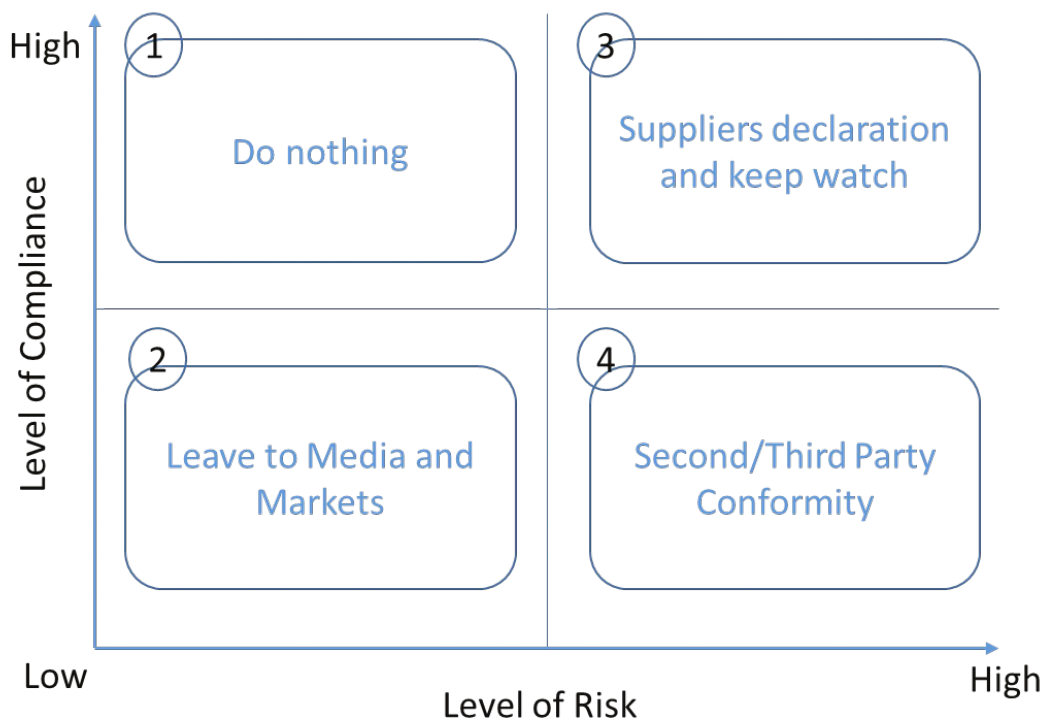 High
1
Do nothing
3
Suppliers declaration
and keep watch
Level of Compliance
2
Leave to Media and
Markets
4
Second/Third Party
Conformity
Low
High
Level of Risk